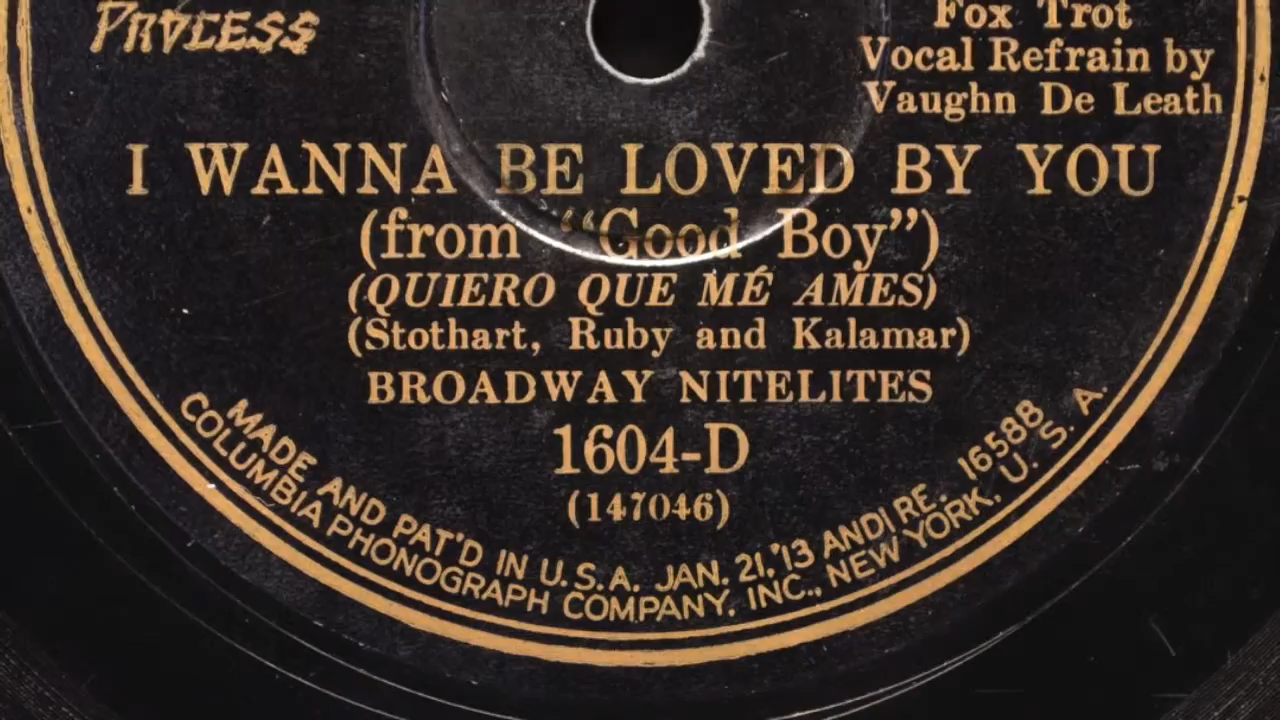 Process
Fox Trot
Vocal Refrain by
Vaughn De Leath
I WANNA BE LOVED BY YOU
(from “Good Boy”)
(QUIERO QUE MÉ AMES)
(Stothart, Ruby and Kalamar)
BROADWAY NITELITES
1604-D
(147046)
MADE AND PAT'D IN U.S.A. JAN. 21.'13 AND RE. 16588
COLUMBIA PHONOGRAPH COMPANY, INC., NEW YORK. U. S. A.